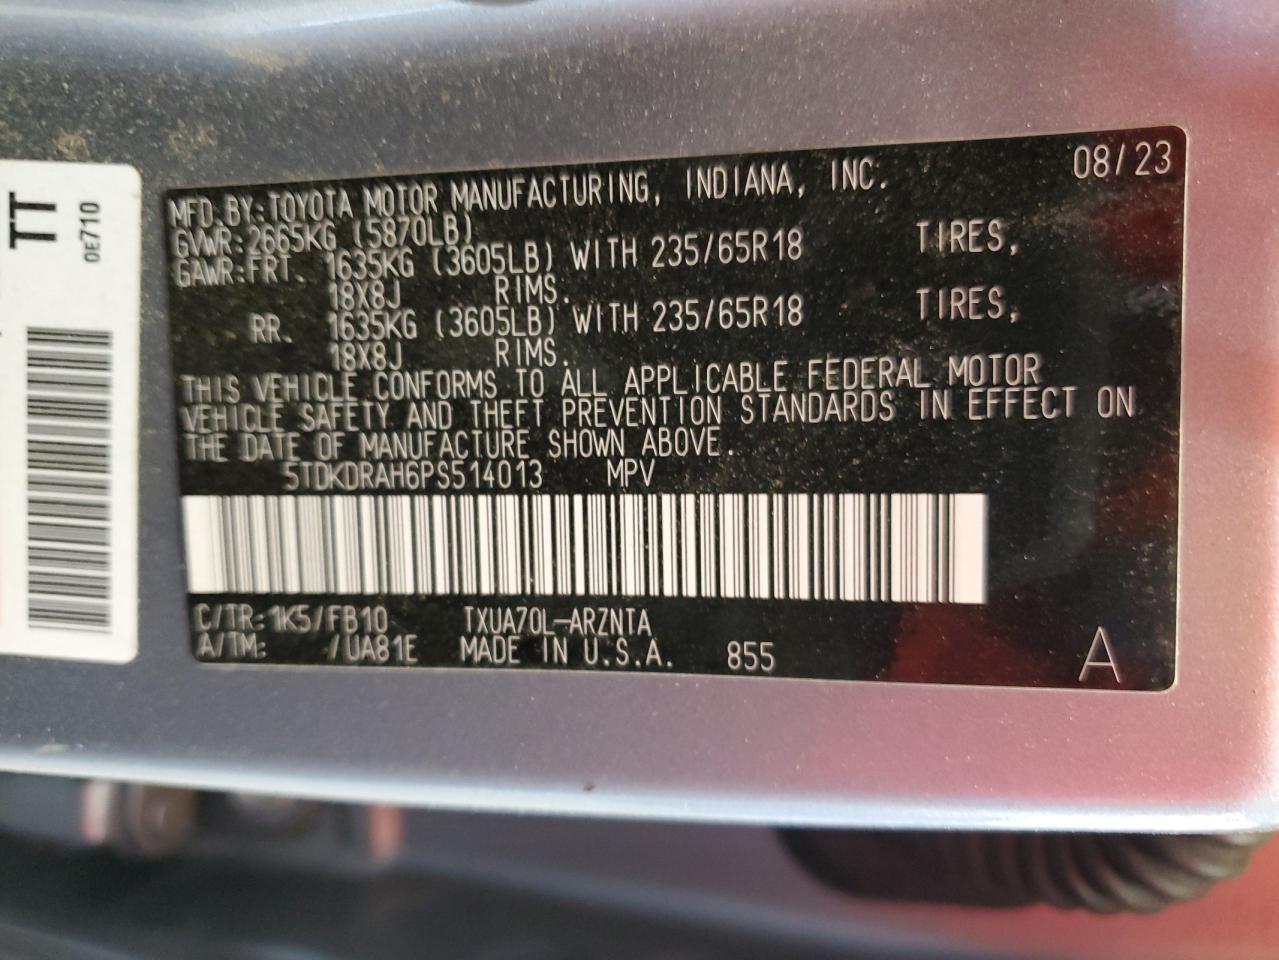 TT
0E710
08/23
MFD.BY:TOYOTA MOTOR MANUFACTURING, INDIANA, INC.
GVWR:2665KG (5870LB)
GAWR:FRT. 1635KG (3605LB) WITH 235/65R18 TIRES,
18X8J RIMS.
RR. 1635KG (3605LB) WITH 235/65R18 TIRES,
18X8J RIMS.
THIS VEHICLE CONFORMS TO ALL APPLICABLE FEDERAL MOTOR
VEHICLE SAFETY AND THEFT PREVENTION STANDARDS IN EFFECT ON
THE DATE OF MANUFACTURE SHOWN ABOVE.
5TDKDRAH6PS514013 MPV
C/TR:1K5/FB10 TXUA70L-ARZNTA
A/TM: /UA81E MADE IN U.S.A. 855
A